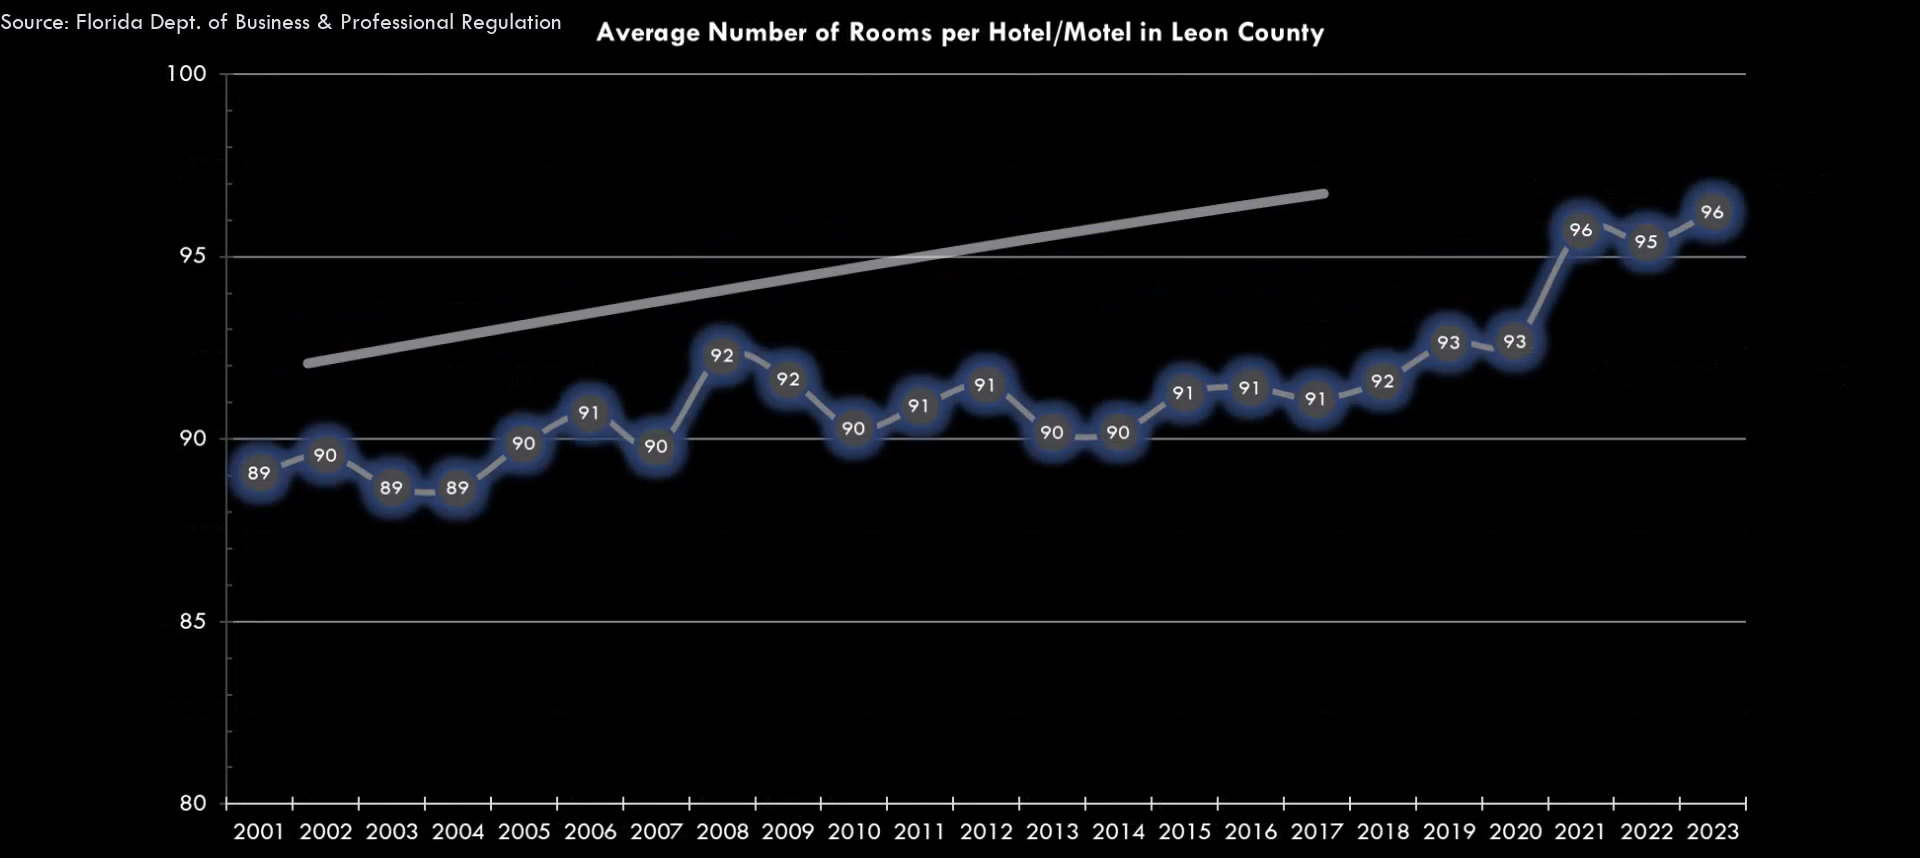 Source: Florida Dept. of Business & Professional Regulation
Average Number of Rooms per Hotel/Motel in Leon County
100
95
90
85
80
89 90 89 89 90 91 90 92 92 90 91 91 90 90 91 91 91 92 93 93 96 95 96
2001 2002 2003 2004 2005 2006 2007 2008 2009 2010 2011 2012 2013 2014 2015 2016 2017 2018 2019 2020 2021 2022 2023